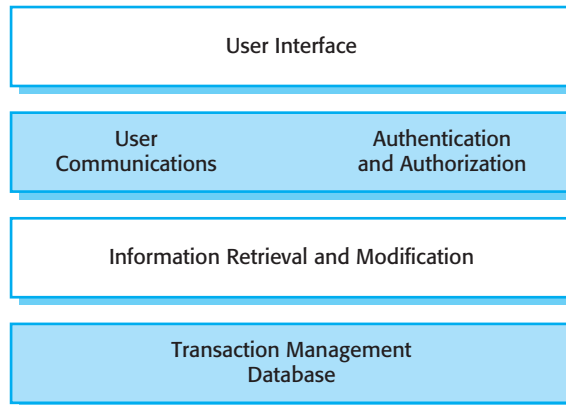 User Interface
User
Communications
Authentication
and Authorization
Information Retrieval and Modification
Transaction Management
Database